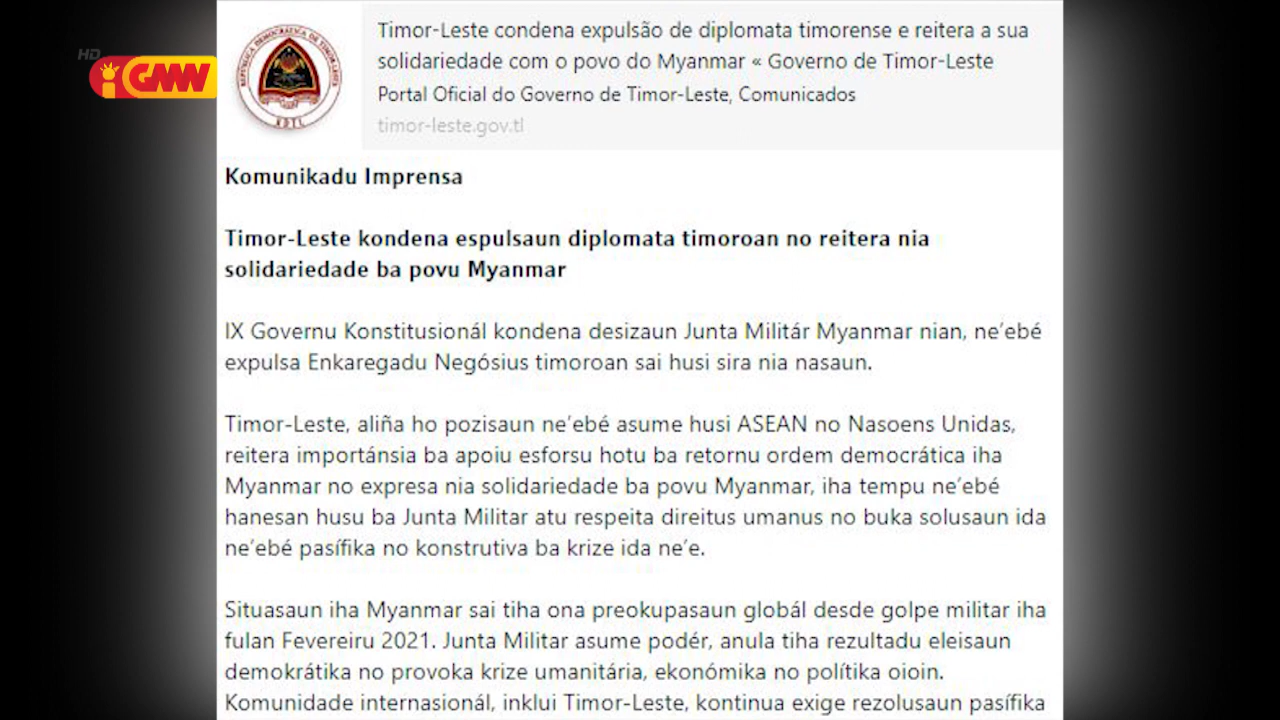 HD
GMW
REPÚBLICA DEMOCRÁTICA DE TIMOR-LESTE
RDTL
Timor-Leste condena expulsão de diplomata timorense e reitera a sua
solidariedade com o povo do Myanmar « Governo de Timor-Leste
Portal Oficial do Governo de Timor-Leste, Comunicados
timor-leste.gov.tl
Komunikadu Imprensa
Timor-Leste kondena espulsaun diplomata timoroan no reitera nia
solidariedade ba povu Myanmar
IX Governu Konstitusionál kondena desizaun Junta Militár Myanmar nian, ne’ebé
expulsa Enkaregadu Negósius timoroan sai husi sira nia nasaun.
Timor-Leste, aliña ho pozisaun ne’ebé asume husi ASEAN no Nasoens Unidas,
reitera importánsia ba apoiu esforsu hotu ba retornu ordem democrática iha
Myanmar no expresa nia solidariedade ba povu Myanmar, iha tempu ne’ebé
hanesan husu ba Junta Militar atu respeita direitus umanus no buka solusaun ida
ne’ebé pasífika no konstrutiva ba krize ida ne’e.
Situasaun iha Myanmar sai tiha ona preokupasaun globál desde golpe militar iha
fulan Fevereiru 2021. Junta Militar asume podér, anula tiha rezultadu eleisaun
demokrátika no provoka krize umanitária, ekonómika no polítika oioin.
Komunidade internasionál, inklui Timor-Leste, kontinua exige rezolusaun pasífika